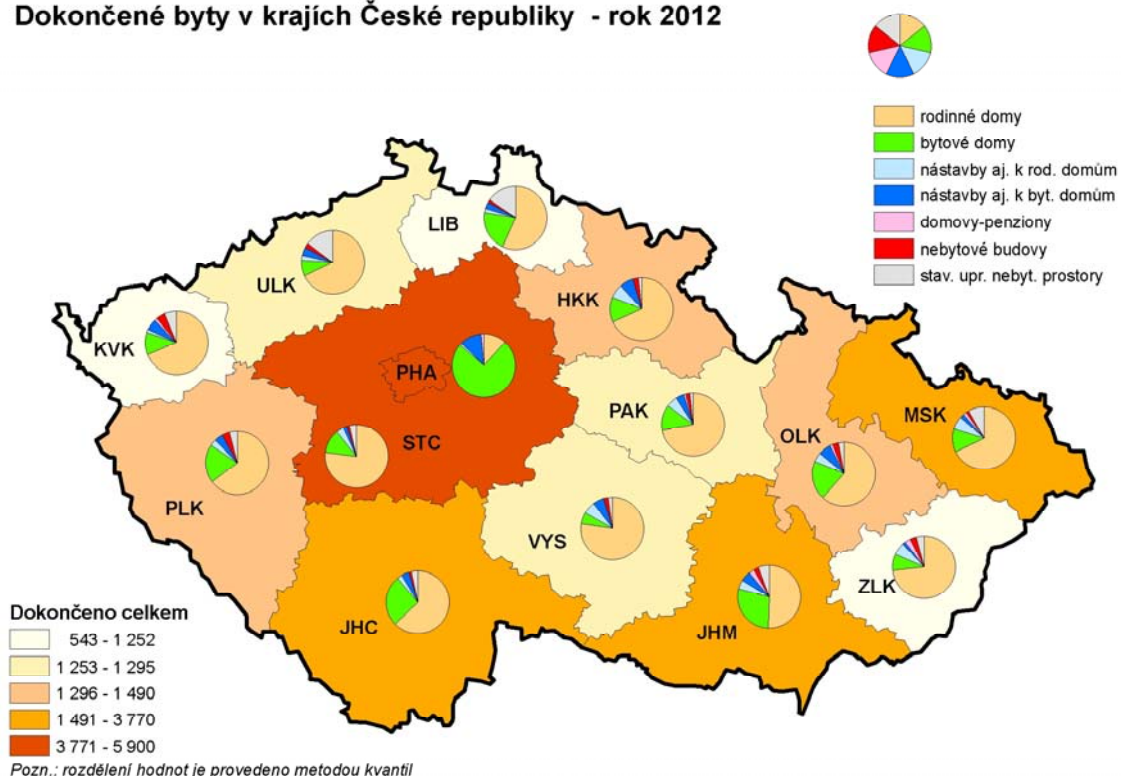 Dokončené byty v krajích České republiky - rok 2012
rodinné domy
bytové domy
nástavby aj. k rod. domům
nástavby aj. k byt. domům
domovy-penziony
nebytové budovy
stav. upr. nebyt. prostory
LIB
ULK
HKK
KVK
PHA
PAK
MSK
STC
OLK
PLK
VYS
ZLK
JHC
JHM
Dokončeno celkem
543 - 1 252
1 253 - 1 295
1 296 - 1 490
1 491 - 3 770
3 771 - 5 900
Pozn.: rozdělení hodnot je provedeno metodou kvantil